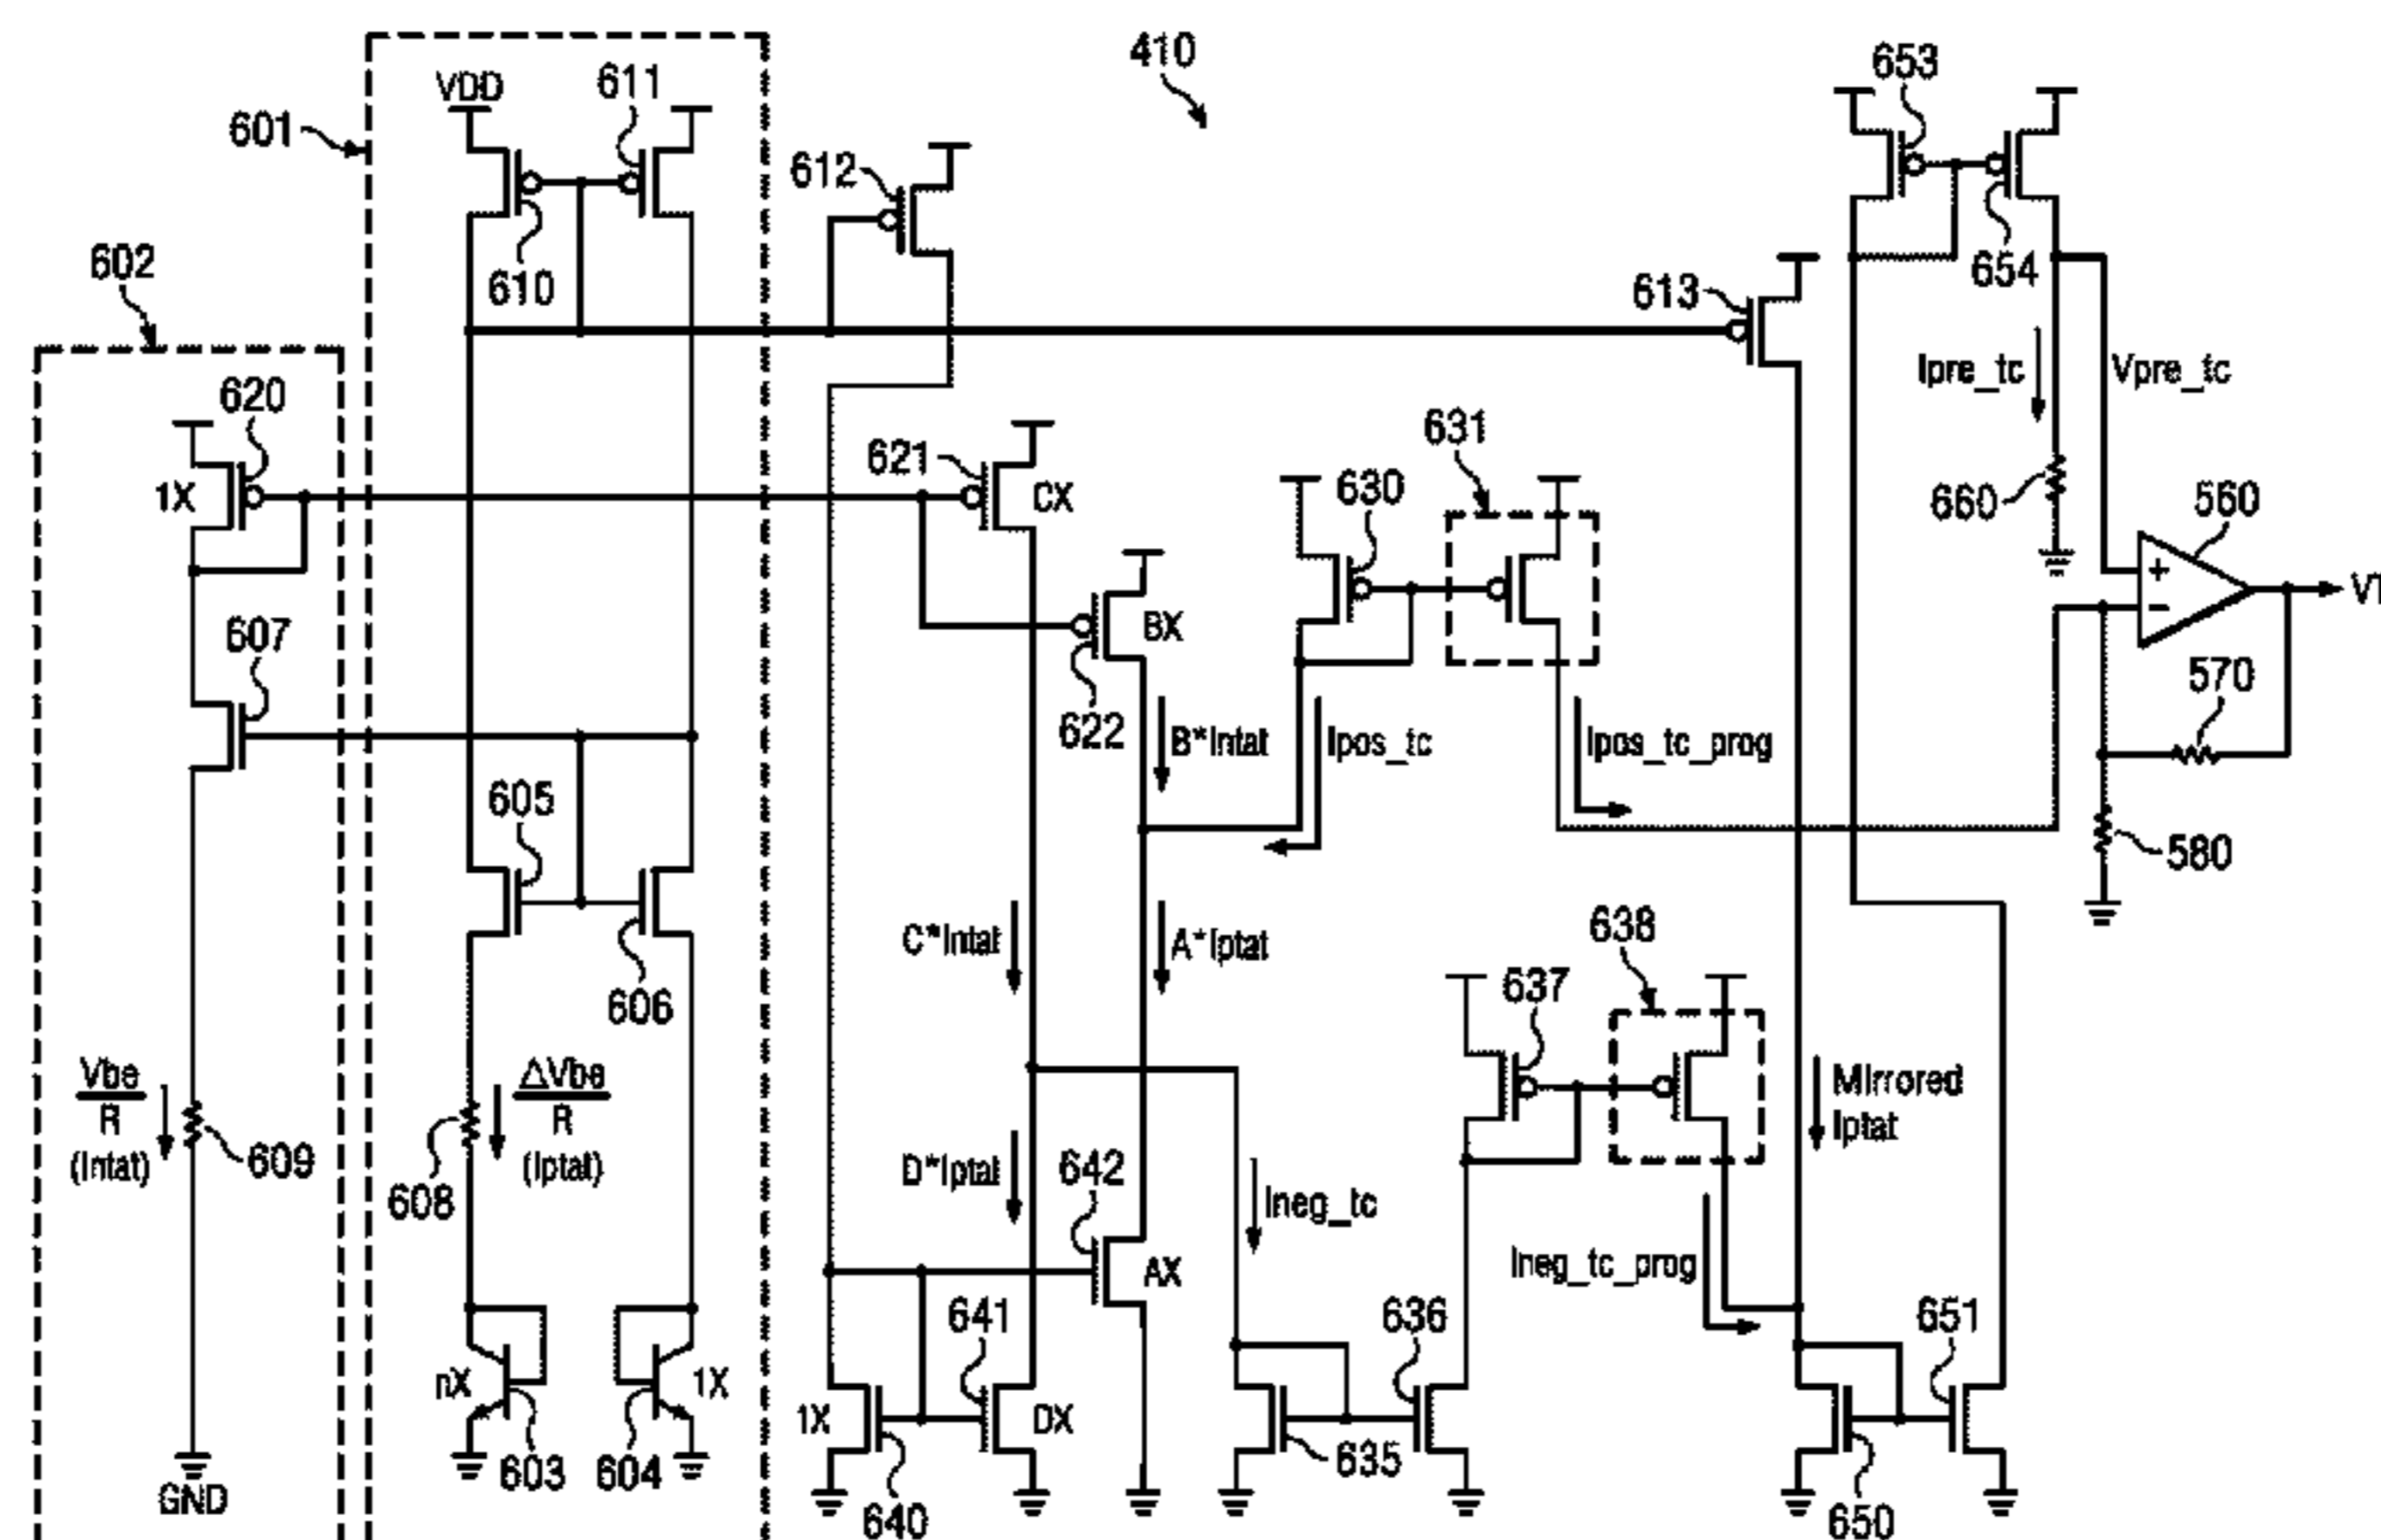 410
653
VDD
611
601
612
610
654
602
613
620
Ipre_tc
Vpre_tc
621
631
1X
CX
630
660
560
+
−
607
BX
570
622
B*Intat
Ipos_tc
Ipos_tc_prog
605
580
C*Intat
A*Iptat
638
606
637
Vbe
R
(Intat)
609
ΔVbe
R
(Iptat)
608
Mirrored
Iptat
D*Iptat
642
Ineg_tc
AX
Ineg_tc_prog
641
636
651
nX
1X
1X
DX
603
604
635
GND
640
650